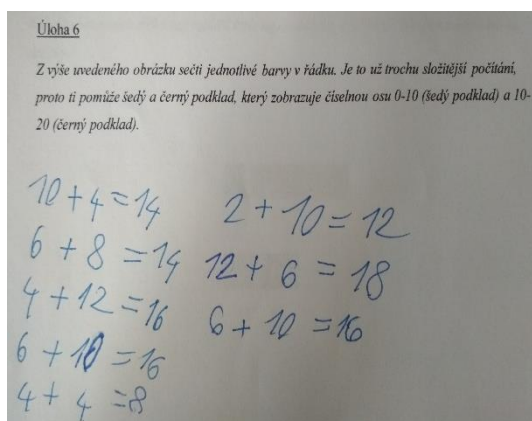 Úloha 6
Z výše uvedeného obrázku sečti jednotlivé barvy v řádku. Je to už trochu složitější počítání,
proto ti pomůže šedý a černý podklad, který zobrazuje číselnou osu 0-10 (šedý podklad) a 10-
20 (černý podklad).
10 + 4 = 14
6 + 8 = 14
4 + 12 = 16
6 + 10 = 16
4 + 4 = 8
2 + 10 = 12
12 + 6 = 18
6 + 10 = 16